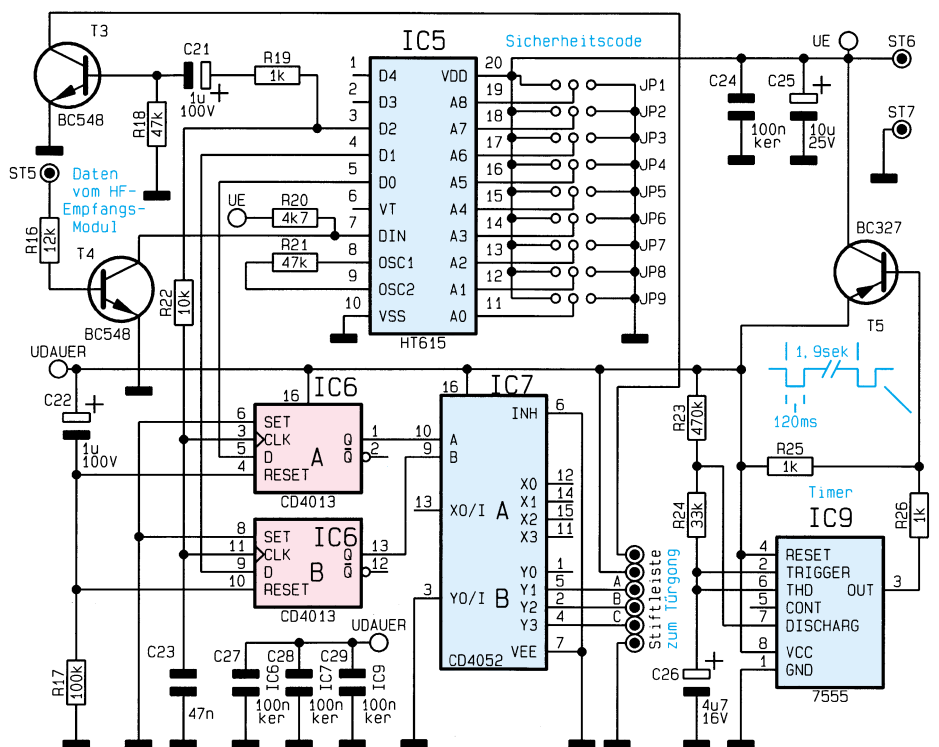 T3
BC548
C21
+
1u
100V
R19
1k
R18
47k
IC5
Sicherheitscode
1 D4
2 D3
3 D2
4 D1
5 D0
6 VT
7 DIN
8 OSC1
9 OSC2
10 VSS
VDD 20
A8 19
A7 18
A6 17
A5 16
A4 15
A3 14
A2 13
A1 12
A0 11
HT615
JP1
JP2
JP3
JP4
JP5
JP6
JP7
JP8
JP9
UE
ST6
ST7
C24
100n
ker
C25
+
10u
25V
ST5
Daten
vom HF-
Empfangs-
Modul
R16
12k
T4
BC548
UE
R20
4k7
R21
47k
R22
10k
BC327
T5
1,9sek
120ms
UDAUER
C22
+
1u
100V
IC6
16
6 SET
3 CLK
5 D
4 RESET
A
Q 1
Q 2
CD4013
IC6
8 SET
11 CLK
9 D
10 RESET
B
Q 13
Q 12
CD4013
IC7
16
10 A
9 B
13 XO/I A
3 YO/I B
INH 6
X0 12
X1 14
X2 15
X3 11
Y0 1
Y1 5
Y2 2
Y3 4
VEE 7
CD4052
A
B
C
Stiftleiste
zum Türgong
R23
470k
R24
33k
R25
1k
R26
1k
Timer
IC9
4 RESET
2 TRIGGER
6 THD
5 CONT
7 DISCHARG
8 VCC
1 GND
OUT 3
7555
C26
+
4u7
16V
R17
100k
C23
47n
UDAUER
C27
IC6
100n
ker
C28
IC7
100n
ker
C29
IC9
100n
ker